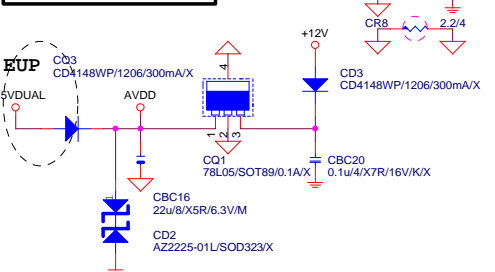 CR8 2.2/4
+12V
EUP CQ3
CD4148WP/1206/300mA/X
5VDUAL AVDD
4
CD3
CD4148WP/1206/300mA/X
1 2 3
CQ1
78L05/SOT89/0.1A/X
CBC20
0.1u/4/X7R/16V/K/X
1
CBC16
22u/8/X5R/6.3V/M
CD2
AZ2225-01L/SOD323/X